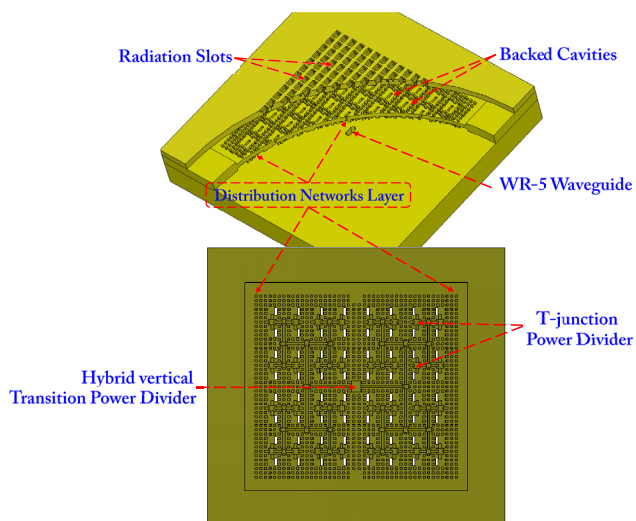 Radiation Slots
Backed Cavities
WR-5 Waveguide
Distribution Networks Layer
T-junction
Power Divider
Hybrid vertical
Transition Power Divider